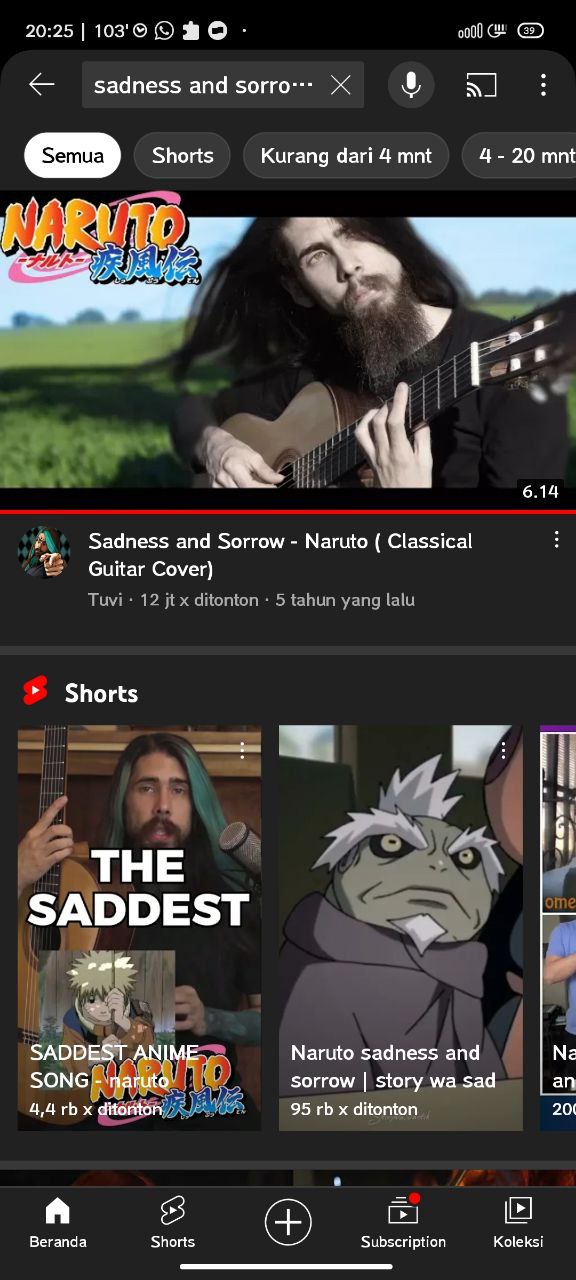 20:25 | 103'
39
sadness and sorro...
Semua
Shorts
Kurang dari 4 mnt
4 - 20 mnt
NARUTO
-ナルト-
疾風伝
6.14
Sadness and Sorrow - Naruto ( Classical
Guitar Cover)
Tuvi · 12 jt x ditonton · 5 tahun yang lalu
Shorts
THE
SADDEST
SADDEST ANIME
SONG - naruto
NARUTO
疾風伝
4,4 rb x ditonton
Naruto sadness and
sorrow | story wa sad
95 rb x ditonton
ome
Na
an
200
Beranda
Shorts
Subscription
Koleksi